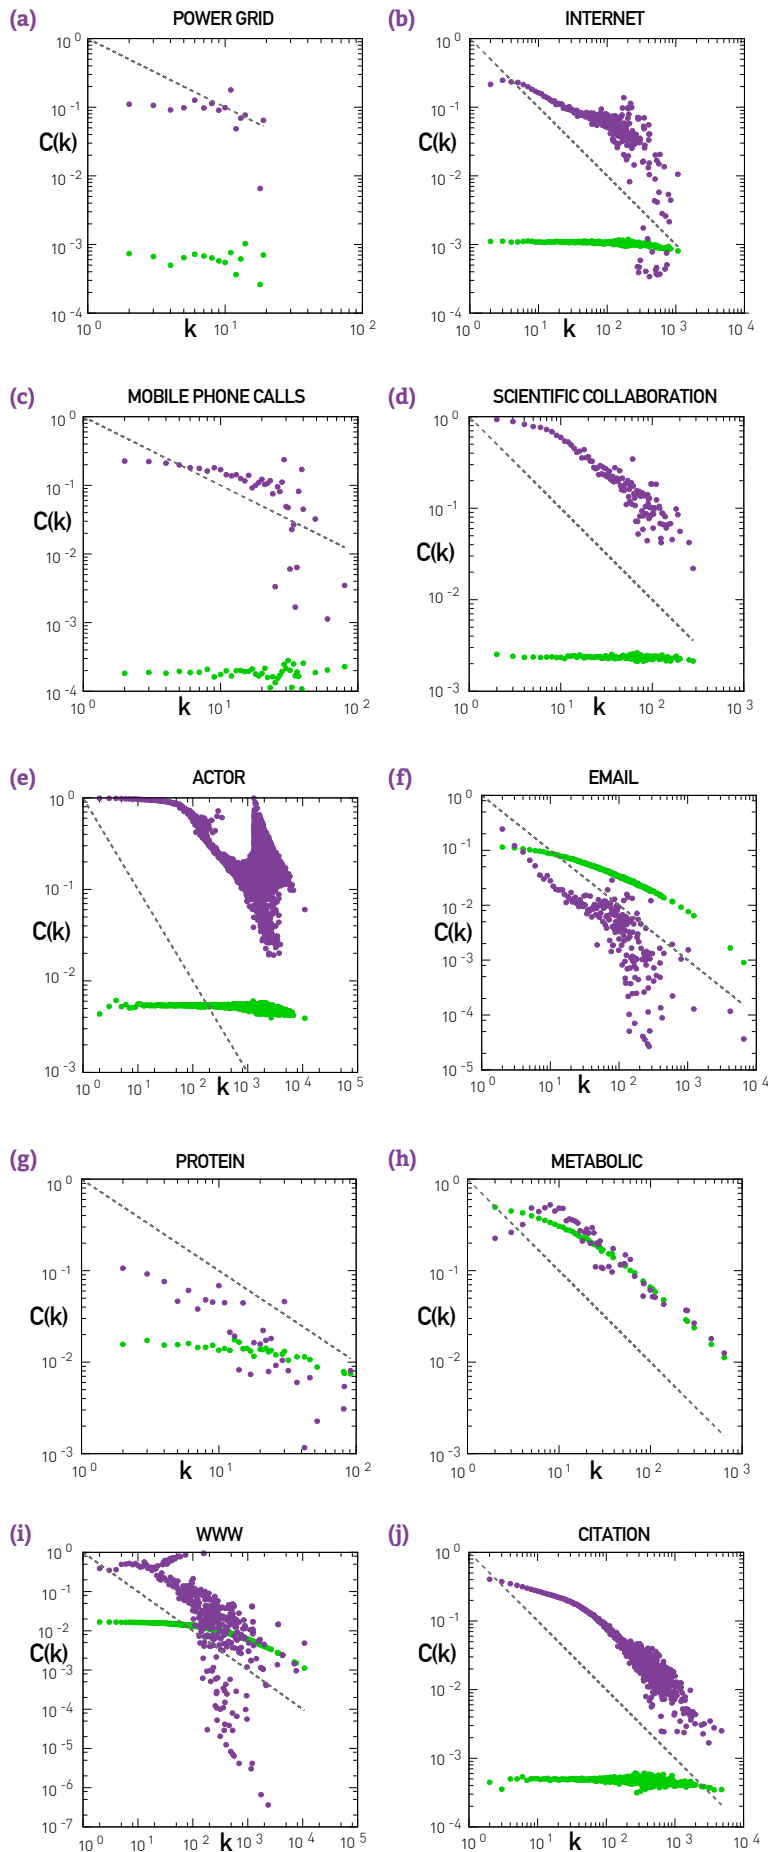 (a) POWER GRID
10^0
10^-1
C(k)
10^-2
10^-3
10^-4
10^0 k 10^1 10^2
(b) INTERNET
10^0
10^-1
C(k)
10^-2
10^-3
10^-4
10^0 10^1 k 10^2 10^3 10^4
(c) MOBILE PHONE CALLS
10^0
10^-1
C(k)
10^-2
10^-3
10^-4
10^0 k 10^1 10^2
(d) SCIENTIFIC COLLABORATION
10^0
10^-1
C(k)
10^-2
10^-3
10^0 10^1 k 10^2 10^3
(e) ACTOR
10^0
10^-1
C(k)
10^-2
10^-3
10^0 10^1 10^2 k 10^3 10^4 10^5
(f) EMAIL
10^0
10^-1
10^-2
C(k)
10^-3
10^-4
10^-5
10^0 10^1 k 10^2 10^3 10^4
(g) PROTEIN
10^0
10^-1
C(k)
10^-2
10^-3
10^0 k 10^1 10^2
(h) METABOLIC
10^0
10^-1
C(k)
10^-2
10^-3
10^0 10^1 k 10^2 10^3
(i) WWW
10^0
10^-1
10^-2
C(k)
10^-3
10^-4
10^-5
10^-6
10^-7
10^0 10^1 k 10^2 10^3 10^4 10^5
(j) CITATION
10^0
10^-1
C(k)
10^-2
10^-3
10^-4
10^0 10^1 k 10^2 10^3 10^4